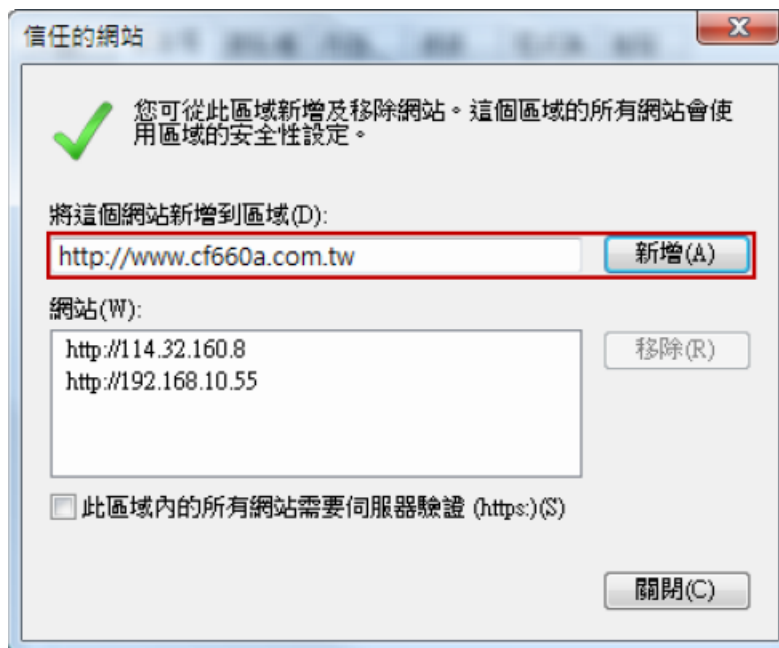 信任的網站
您可從此區域新增及移除網站。這個區域的所有網站會使
用區域的安全性設定。
將這個網站新增到區域(D):
http://www.cf660a.com.tw
新增(A)
網站(W):
http://114.32.160.8
移除(R)
http://192.168.10.55
此區域內的所有網站需要伺服器驗證 (https:)(S)
關閉(C)